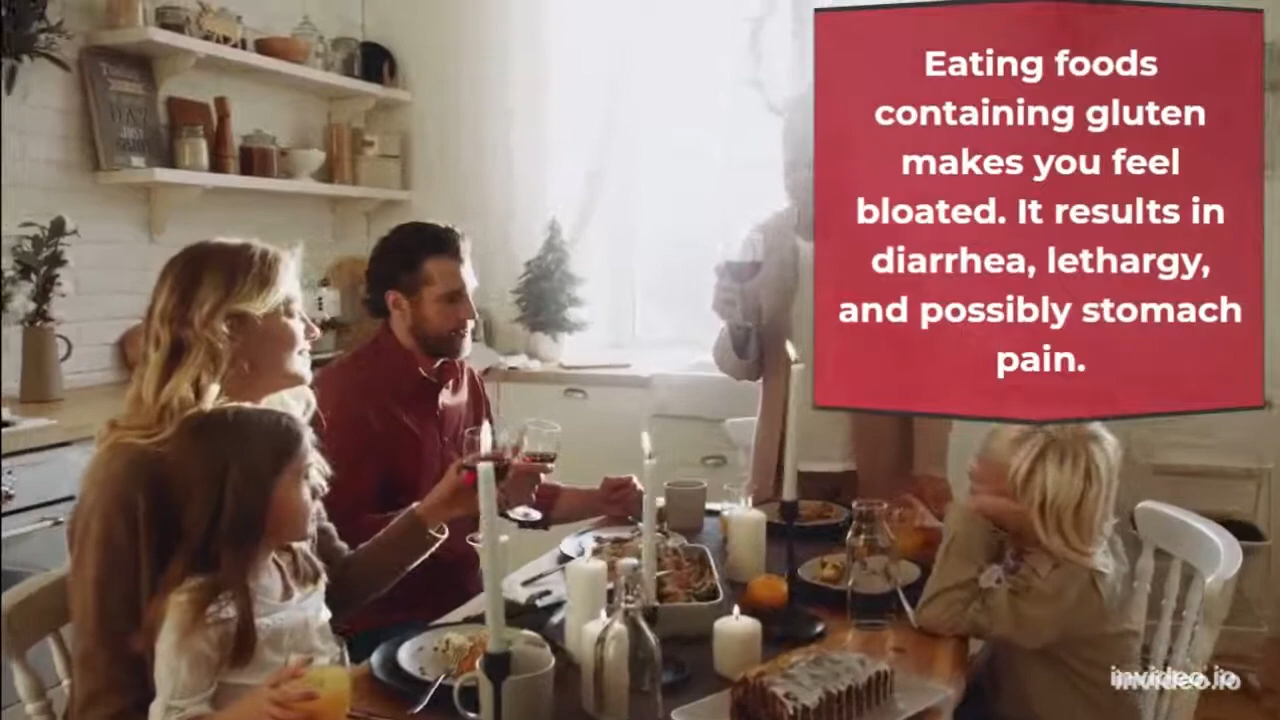 Eating foods
containing gluten
makes you feel
bloated. It results in
diarrhea, lethargy,
and possibly stomach
pain.
invideo.io